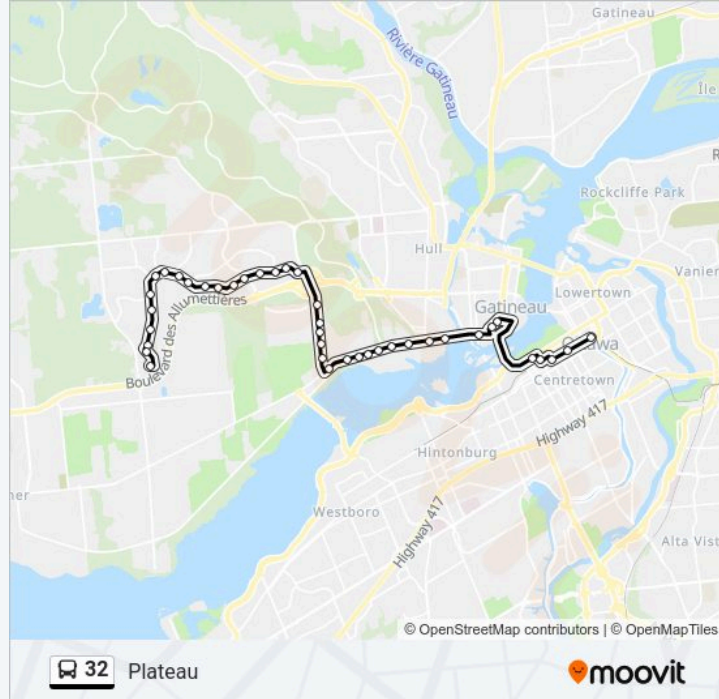 Gatineau
Rivière Gatineau
Île
R
Rockcliffe Park
Hull
Vanier
Lowertown
Gatineau
Boulevard des Allumettières
Ottawa
Centretown
Highway 417
Hintonburg
ner
Westboro
Highway 417
Alta Vist
© OpenStreetMap contributors | © OpenMapTiles
32 Plateau
moovit